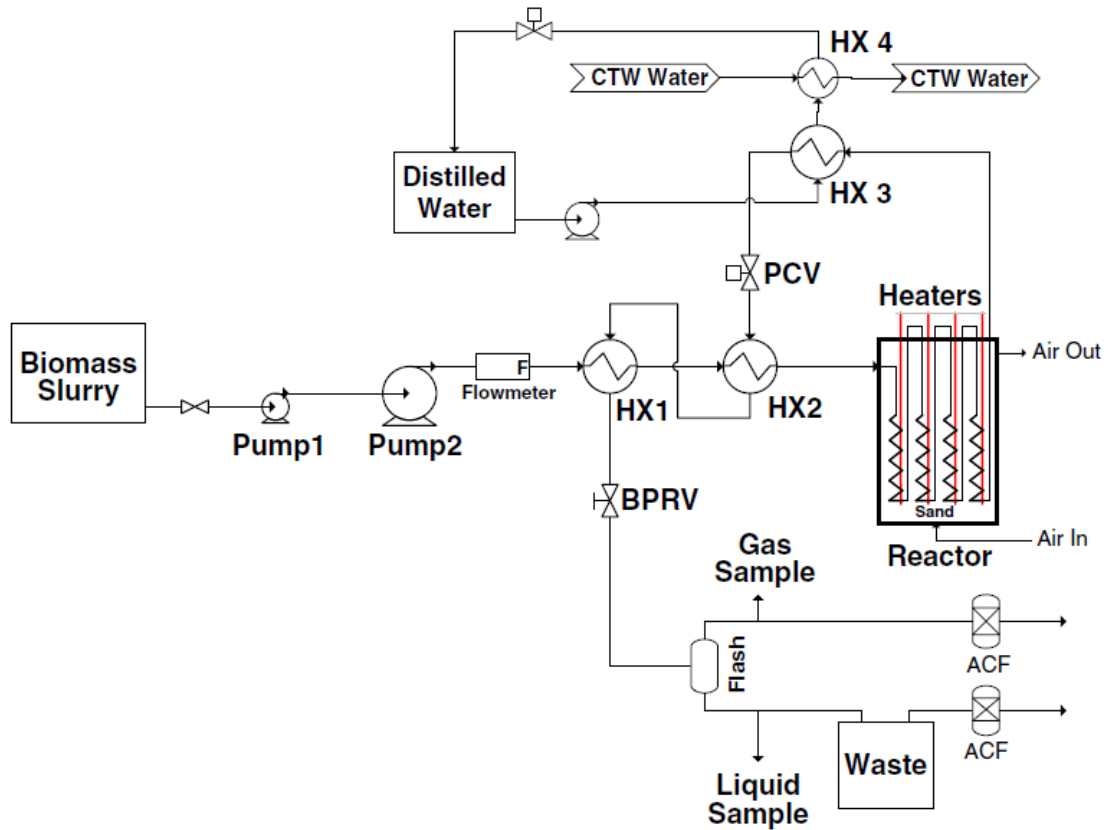 HX 4
CTW Water
CTW Water
Distilled
Water
HX 3
PCV
Heaters
Biomass
Slurry
F
Flowmeter
Air Out
HX1
HX2
Pump1
Pump2
BPRV
Sand
Air In
Reactor
Gas
Sample
Flash
ACF
ACF
Waste
Liquid
Sample